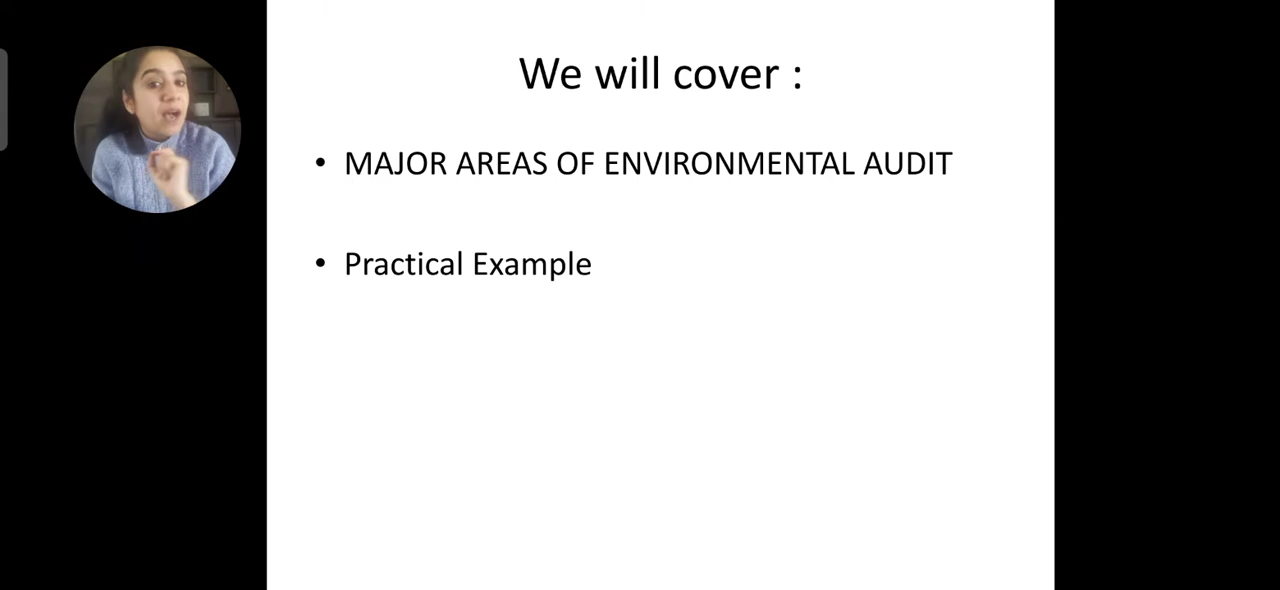 We will cover :
• MAJOR AREAS OF ENVIRONMENTAL AUDIT
• Practical Example